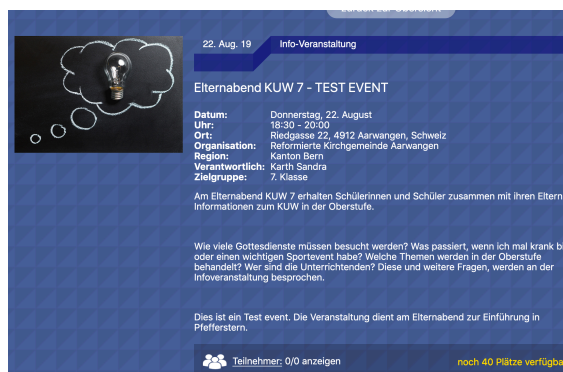 22. Aug. 19 Info-Veranstaltung
Elternabend KUW 7 - TEST EVENT
Datum: Donnerstag, 22. August
Uhr: 18:30 - 20:00
Ort: Riedgasse 22, 4912 Aarwangen, Schweiz
Organisation: Reformierte Kirchgemeinde Aarwangen
Region: Kanton Bern
Verantwortlich: Karth Sandra
Zielgruppe: 7. Klasse
Am Elternabend KUW 7 erhalten Schülerinnen und Schüler zusammen mit ihren Eltern
Informationen zum KUW in der Oberstufe.
Wie viele Gottesdienste müssen besucht werden? Was passiert, wenn ich mal krank
oder einen wichtigen Sportevent habe? Welche Themen werden in der Oberstufe
behandelt? Wer sind die Unterrichtenden? Diese und weitere Fragen, werden an der
Infoveranstaltung besprochen.
Dies ist ein Test event. Die Veranstaltung dient am Elternabend zur Einführung in
Pfefferstern.
Teilnehmer: 0/0 anzeigen noch 40 Plätze